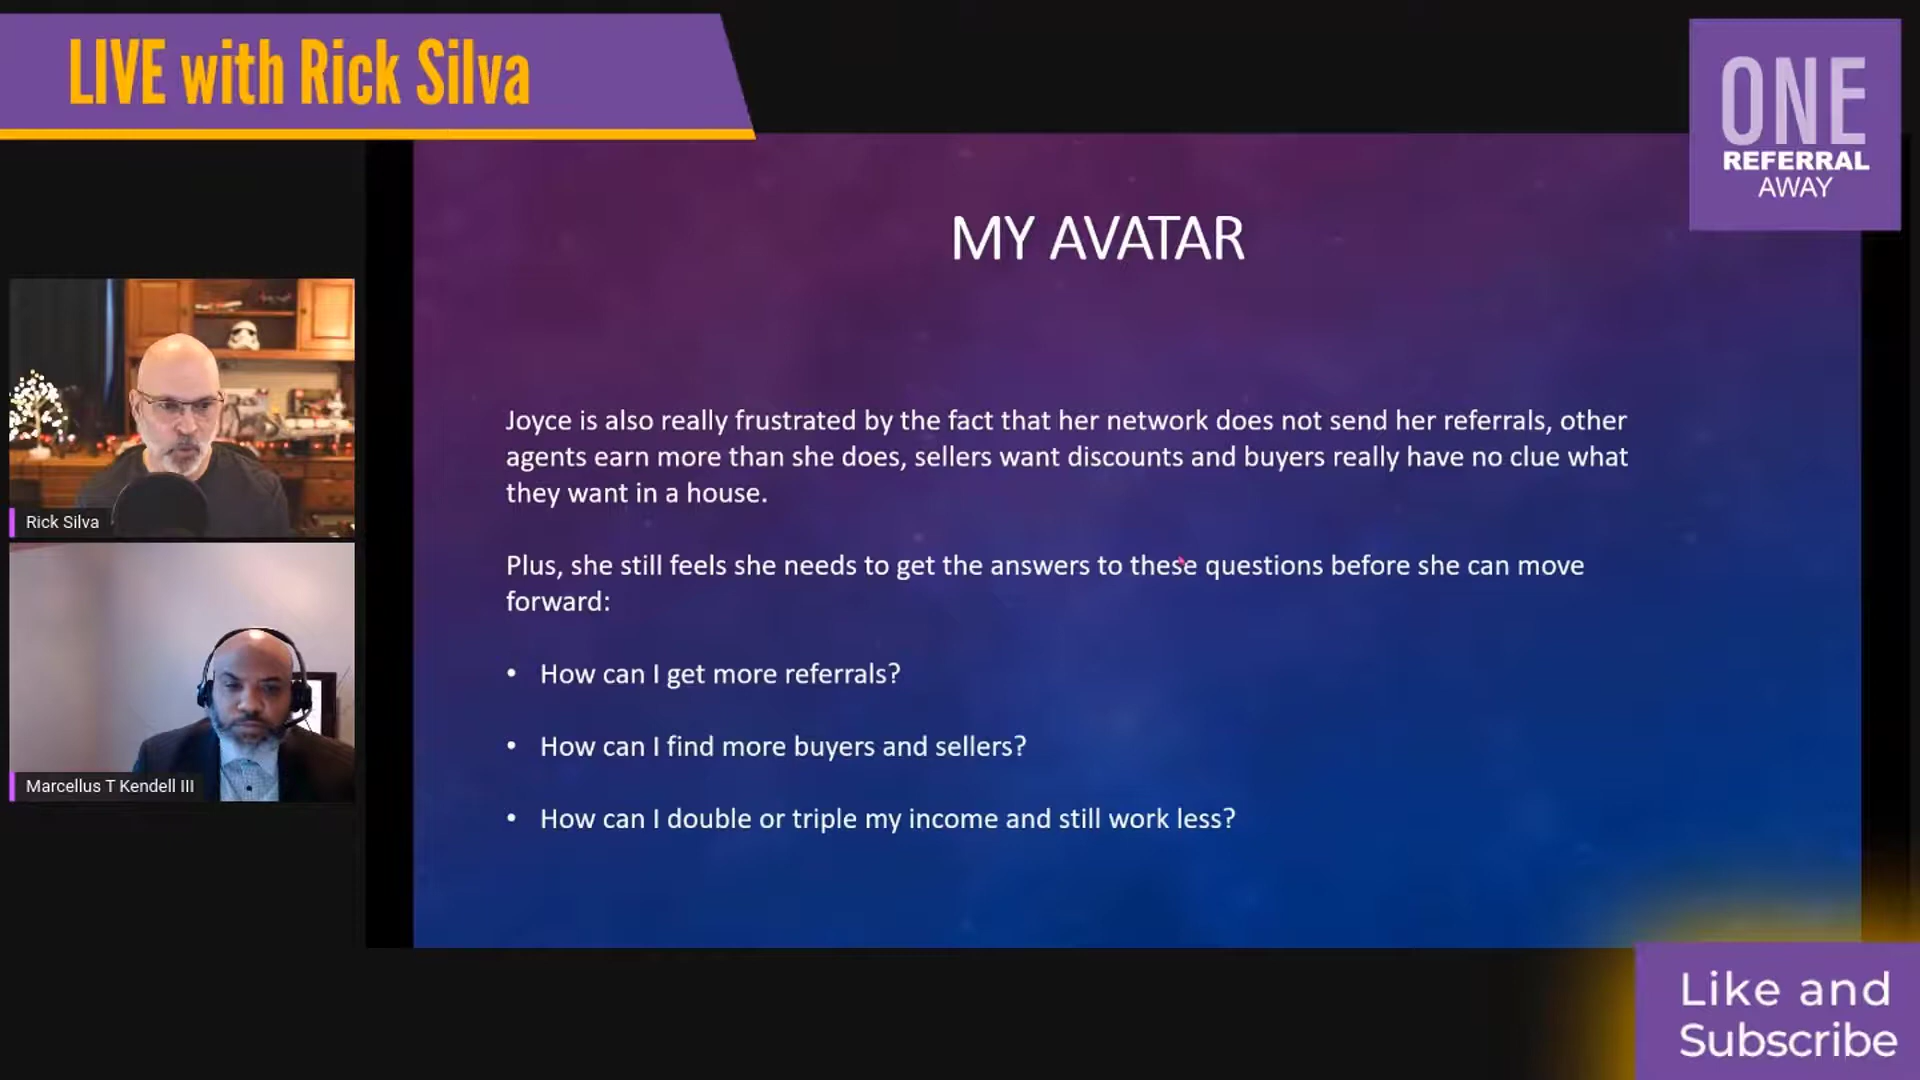 LIVE with Rick Silva
ONE
REFERRAL
AWAY
MY AVATAR
Joyce is also really frustrated by the fact that her network does not send her referrals, other
agents earn more than she does, sellers want discounts and buyers really have no clue what
they want in a house.
Plus, she still feels she needs to get the answers to these questions before she can move
forward:
• How can I get more referrals?
• How can I find more buyers and sellers?
• How can I double or triple my income and still work less?
Rick Silva
Marcellus T Kendell III
Like and
Subscribe